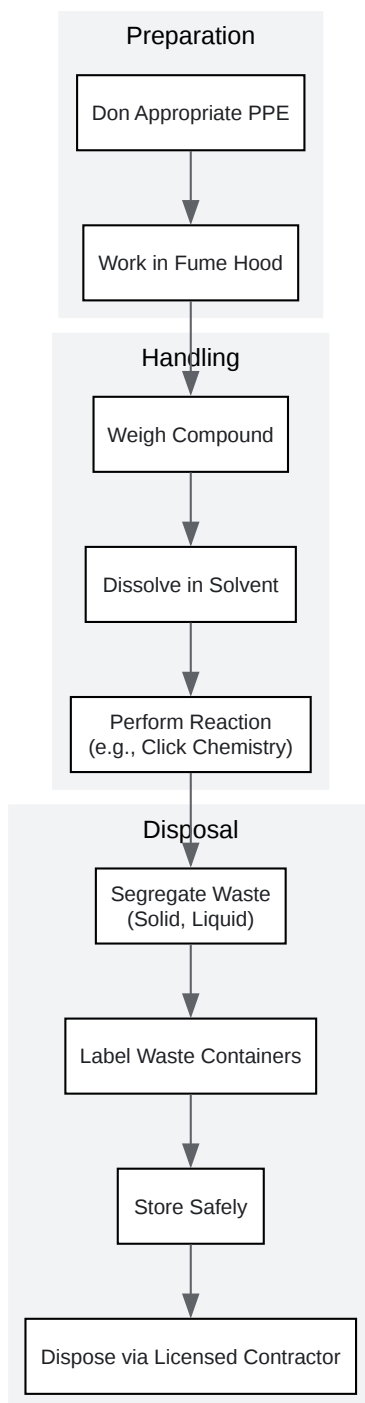 Preparation
Don Appropriate PPE
Work in Fume Hood
Handling
Weigh Compound
Dissolve in Solvent
Perform Reaction
(e.g., Click Chemistry)
Disposal
Segregate Waste
(Solid, Liquid)
Label Waste Containers
Store Safely
Dispose via Licensed Contractor